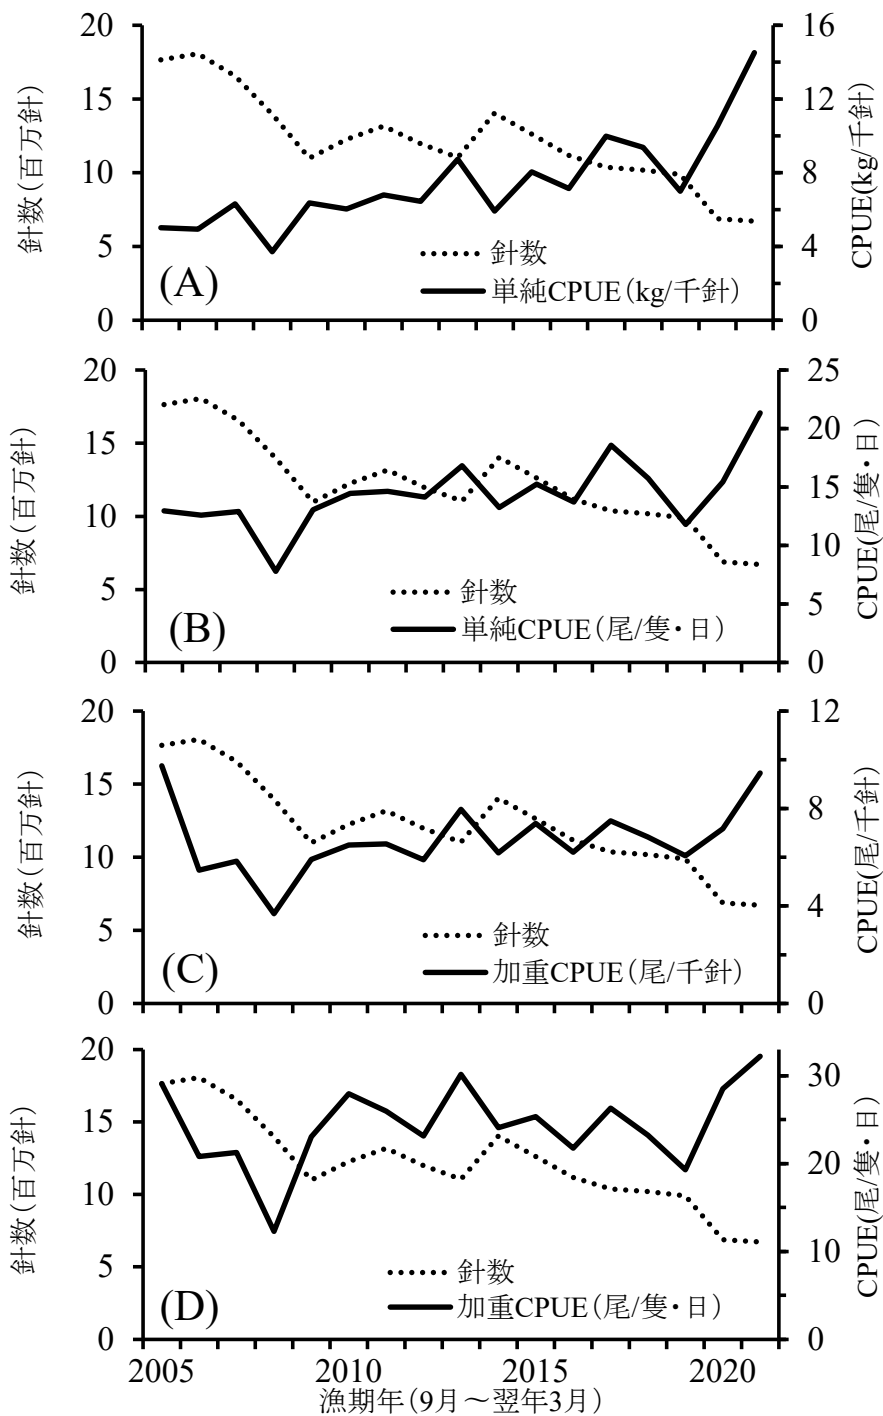 20
15
10
5
0
針数（百万針）
16
12
8
4
0
CPUE(kg/千針)
針数
単純CPUE（kg/千針）
(A)
20
15
10
5
0
針数（百万針）
25
20
15
10
5
0
CPUE(尾/隻・日)
針数
単純CPUE（尾/隻・日）
(B)
20
15
10
5
0
針数（百万針）
12
8
4
0
CPUE(尾/千針)
針数
加重CPUE（尾/千針）
(C)
20
15
10
5
0
針数（百万針）
30
20
10
0
CPUE(尾/隻・日)
針数
加重CPUE（尾/隻・日）
(D)
2005 2010 2015 2020
漁期年（9月～翌年3月）